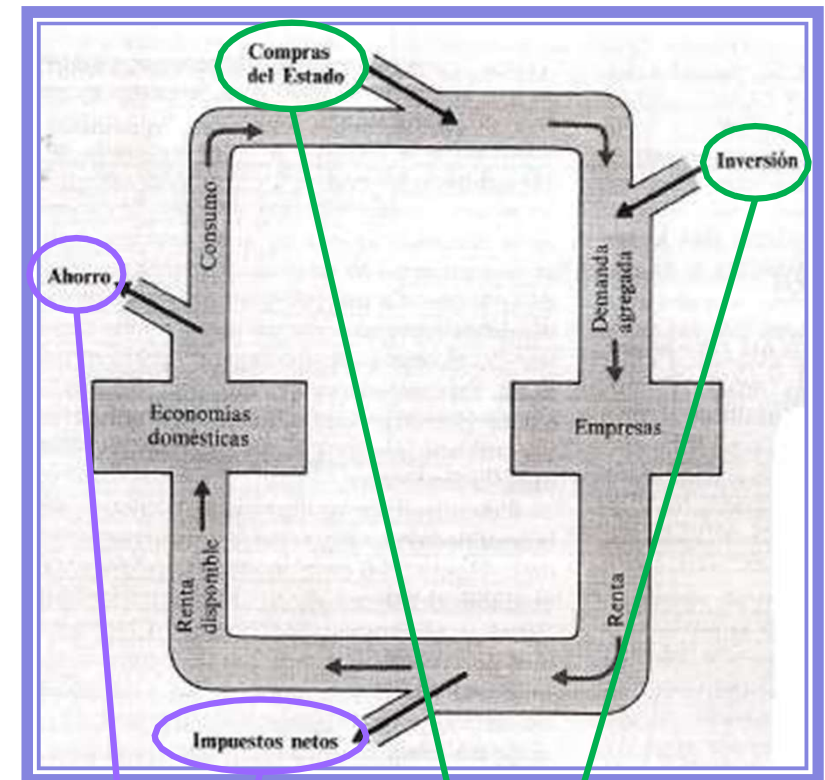 Compras
del Estado
Inversión
Consumo
Ahorro
Demanda
agregada
Economías
domésticas
Empresas
Renta
disponible
Renta
Impuestos netos